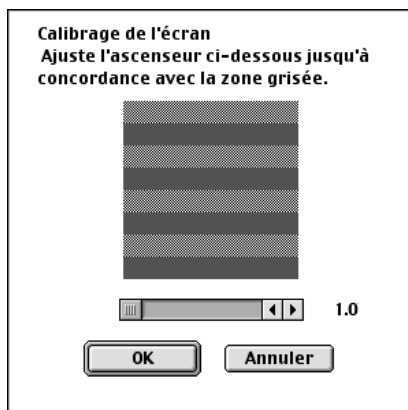 Calibrage de l'écran
Ajuste l'ascenseur ci-dessous jusqu'à
concordance avec la zone grisée.
1.0
OK Annuler